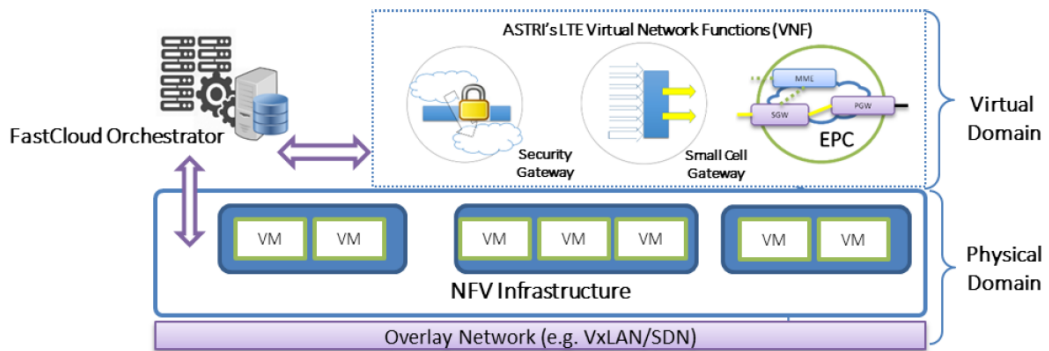 ASTRI's LTE Virtual Network Functions (VNF)
FastCloud Orchestrator
Security
Gateway
Small Cell
Gateway
MML
SGW
PGW
EPC
Virtual
Domain
VM
VM
VM
VM
VM
VM
VM
NFV Infrastructure
Physical
Domain
Overlay Network (e.g. VxLAN/SDN)